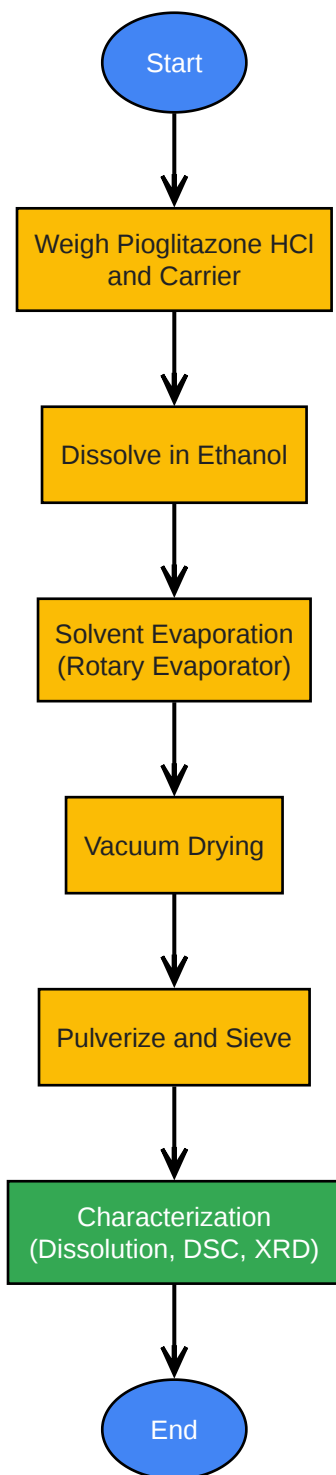 Start
Weigh Pioglitazone HCl
and Carrier
Dissolve in Ethanol
Solvent Evaporation
(Rotary Evaporator)
Vacuum Drying
Pulverize and Sieve
Characterization
(Dissolution, DSC, XRD)
End